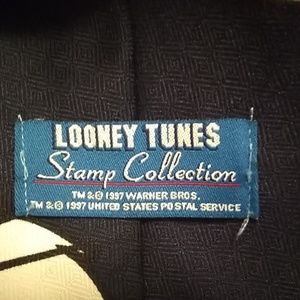 LOONEY TUNES
Stamp Collection
TM & © 1997 WARNER BROS.
TM & © 1997 UNITED STATES POSTAL SERVICE